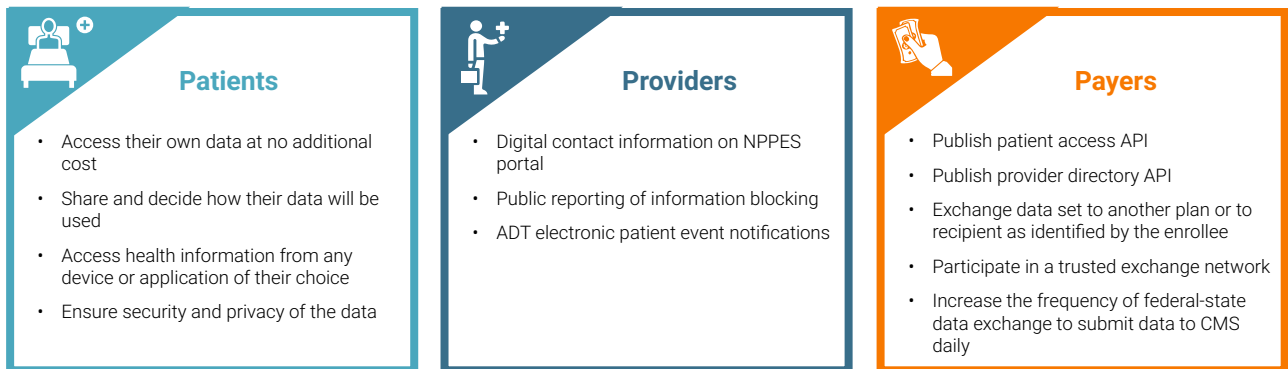 Patients
• Access their own data at no additional
cost
• Share and decide how their data will be
used
• Access health information from any
device or application of their choice
• Ensure security and privacy of the data
Providers
• Digital contact information on NPPES
portal
• Public reporting of information blocking
• ADT electronic patient event notifications
Payers
• Publish patient access API
• Publish provider directory API
• Exchange data set to another plan or to
recipient as identified by the enrollee
• Participate in a trusted exchange network
• Increase the frequency of federal-state
data exchange to submit data to CMS
daily